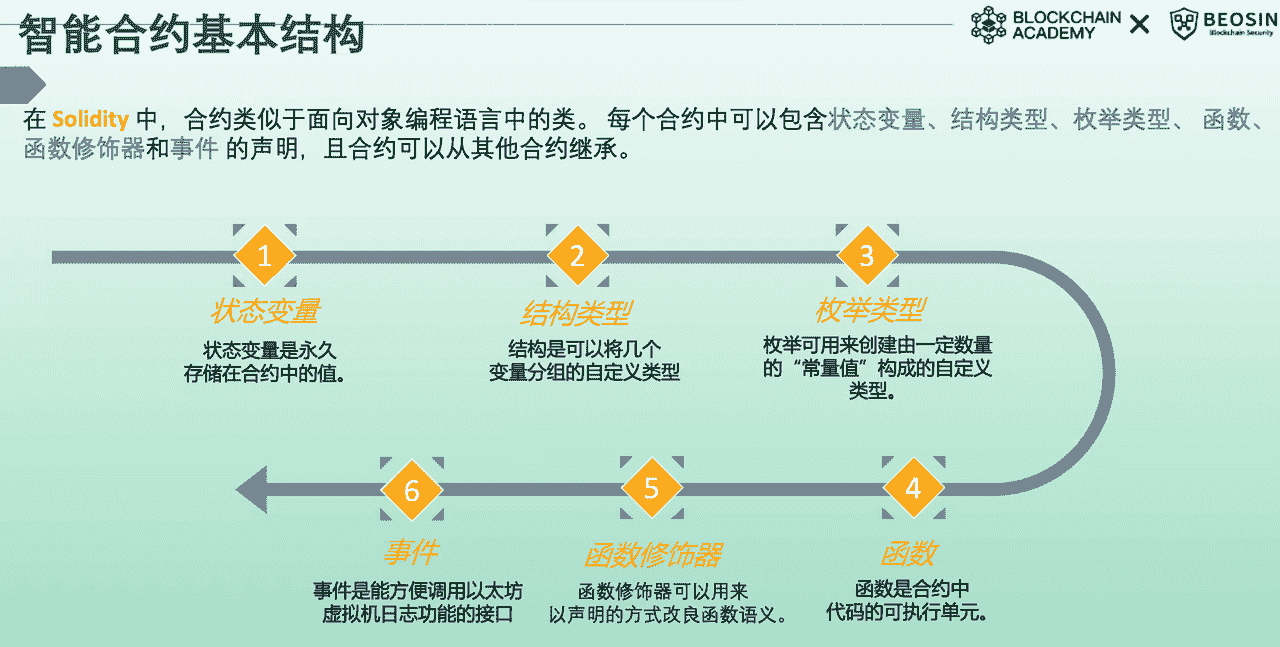 智能合约基本结构
BLOCKCHAIN
ACADEMY
BEOSIN
Blockchain Security
在 Solidity 中，合约类似于面向对象编程语言中的类。 每个合约中可以包含状态变量、结构类型、枚举类型、 函数、
函数修饰器和事件 的声明，且合约可以从其他合约继承。
1
2
3
状态变量
结构类型
枚举类型
状态变量是永久
存储在合约中的值。
结构是可以将几个
变量分组的自定义类型
枚举可用来创建由一定数量
的“常量值”构成的自定义
类型。
4
5
6
函数
函数修饰器
事件
函数是合约中
代码的可执行单元。
函数修饰器可以用来
以声明的方式改良函数语义。
事件是能方便调用以太坊
虚拟机日志功能的接口